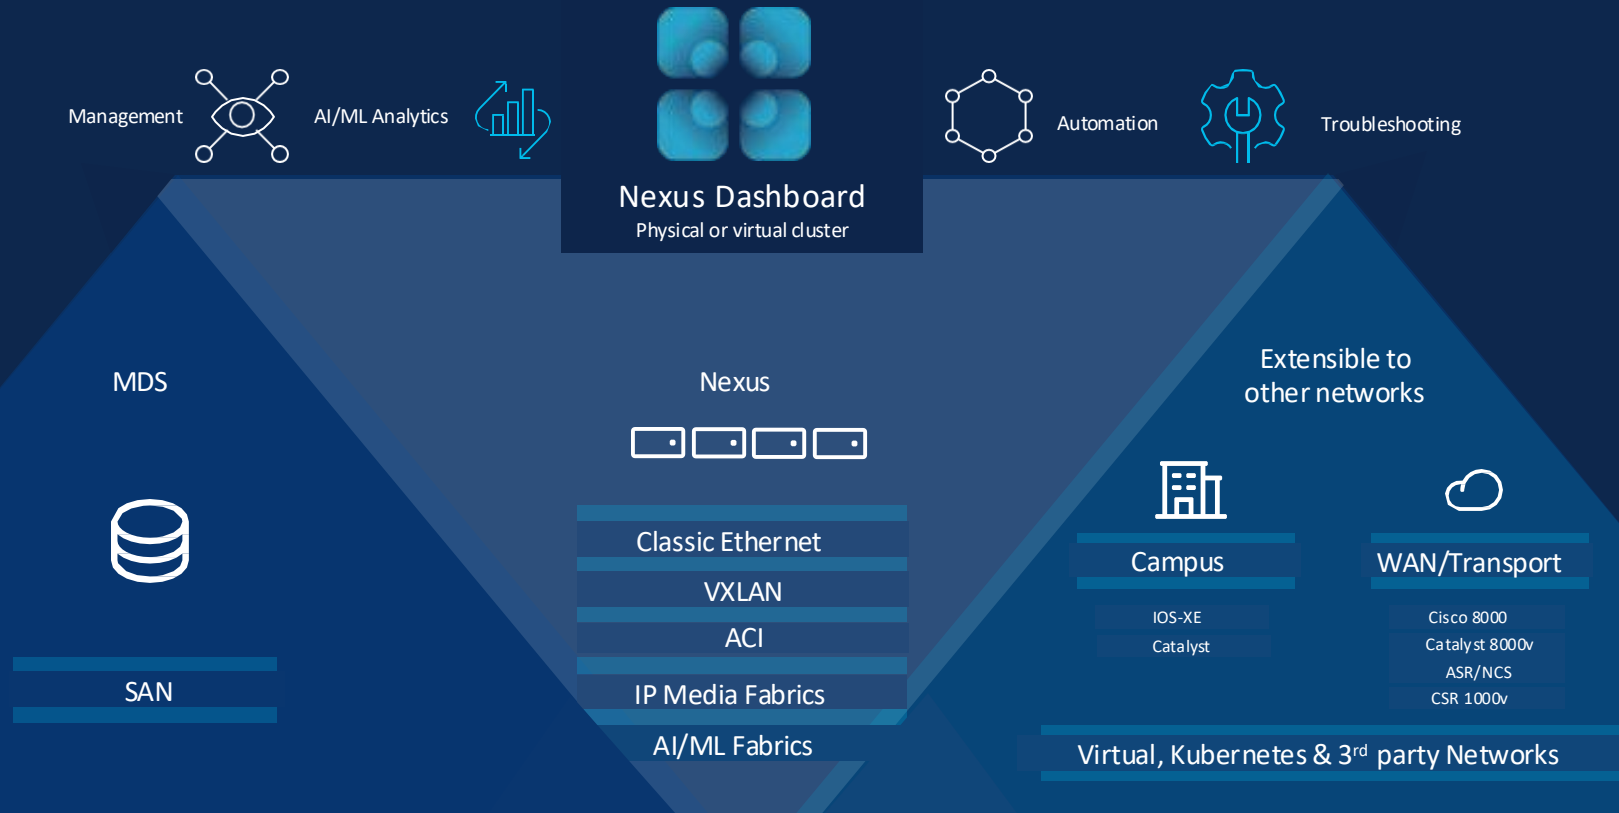 Management
AI/ML Analytics
Automation
Troubleshooting
Nexus Dashboard
Physical or virtual cluster
MDS
SAN
Nexus
Classic Ethernet
VXLAN
ACI
IP Media Fabrics
AI/ML Fabrics
Extensible to
other networks
Campus
IOS-XE
Catalyst
WAN/Transport
Cisco 8000
Catalyst 8000v
ASR/NCS
CSR 1000v
Virtual, Kubernetes & 3rd party Networks